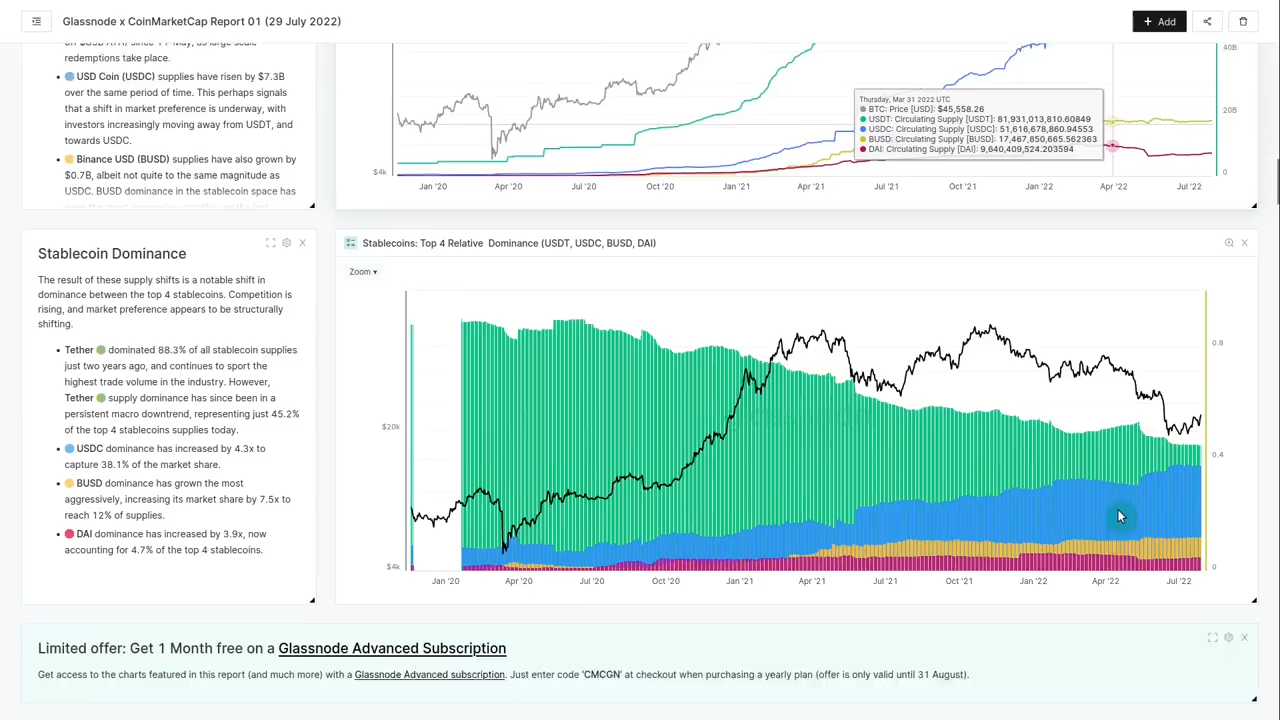 Glassnode x CoinMarketCap Report 01 (29 July 2022)
+ Add
redemptions take place.
• USD Coin (USDC) supplies have risen by $7.3B
over the same period of time. This perhaps signals
that a shift in market preference is underway, with
investors increasingly moving away from USDT, and
towards USDC.
• Binance USD (BUSD) supplies have also grown by
$0.7B, albeit not quite to the same magnitude as
USDC. BUSD dominance in the stablecoin space has
40B
20B
0
$4k
Thursday, Mar 31 2022 UTC
BTC: Price [USD]: $45,558.26
USDT: Circulating Supply [USDT]: 81,931,013,810.60849
USDC: Circulating Supply [USDC]: 51,616,678,860.94553
BUSD: Circulating Supply [BUSD]: 17,467,850,665.562363
DAI: Circulating Supply [DAI]: 9,640,409,524.203594
Jan '20 Apr '20 Jul '20 Oct '20 Jan '21 Apr '21 Jul '21 Oct '21 Jan '22 Apr '22 Jul '22
Stablecoin Dominance
The result of these supply shifts is a notable shift in
dominance between the top 4 stablecoins. Competition is
rising, and market preference appears to be structurally
shifting.
• Tether dominated 88.3% of all stablecoin supplies
just two years ago, and continues to sport the
highest trade volume in the industry. However,
Tether supply dominance has since been in a
persistent macro downtrend, representing just 45.2%
of the top 4 stablecoins supplies today.
• USDC dominance has increased by 4.3x to
capture 38.1% of the market share.
• BUSD dominance has grown the most
aggressively, increasing its market share by 7.5x to
reach 12% of supplies.
• DAI dominance has increased by 3.9x, now
accounting for 4.7% of the top 4 stablecoins.
Stablecoins: Top 4 Relative Dominance (USDT, USDC, BUSD, DAI)
Zoom ▾
0.8
$20k
0.4
$4k
0
Jan '20 Apr '20 Jul '20 Oct '20 Jan '21 Apr '21 Jul '21 Oct '21 Jan '22 Apr '22 Jul '22
Limited offer: Get 1 Month free on a Glassnode Advanced Subscription
Get access to the charts featured in this report (and much more) with a Glassnode Advanced subscription. Just enter code 'CMCGN' at checkout when purchasing a yearly plan (offer is only valid until 31 August).